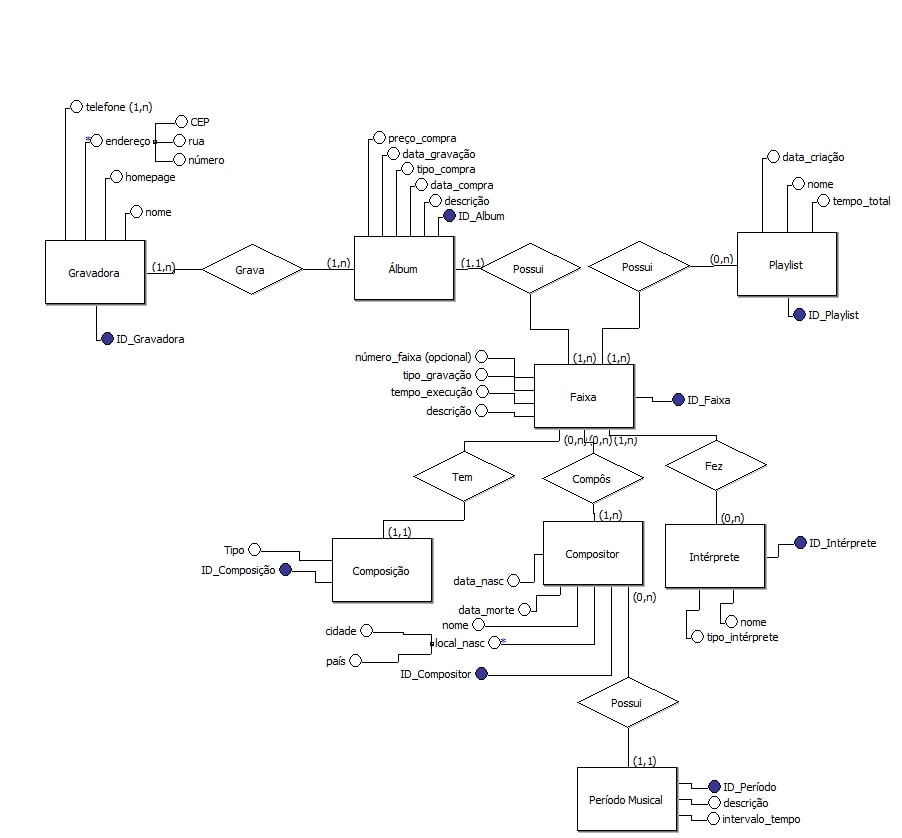 telefone (1,n)
*
endereço
CEP
rua
número
homepage
nome
Gravadora
ID_Gravadora
(1,n)
Grava
(1,n)
preço_compra
data_gravação
tipo_compra
data_compra
descrição
ID_Album
Álbum
(1,1)
Possui
Possui
(0,n)
data_criação
nome
tempo_total
Playlist
ID_Playlist
(1,n)
(1,n)
número_faixa (opcional)
tipo_gravação
tempo_execução
descrição
Faixa
ID_Faixa
(0,n)
(0,n)
(1,n)
Tem
Compôs
Fez
(1,1)
(1,n)
(0,n)
Tipo
ID_Composição
Composição
Compositor
Intérprete
ID_Intérprete
nome
tipo_intérprete
data_nasc
data_morte
nome
cidade
país
local_nasc
*
ID_Compositor
(0,n)
Possui
(1,1)
Período Musical
ID_Período
descrição
intervalo_tempo